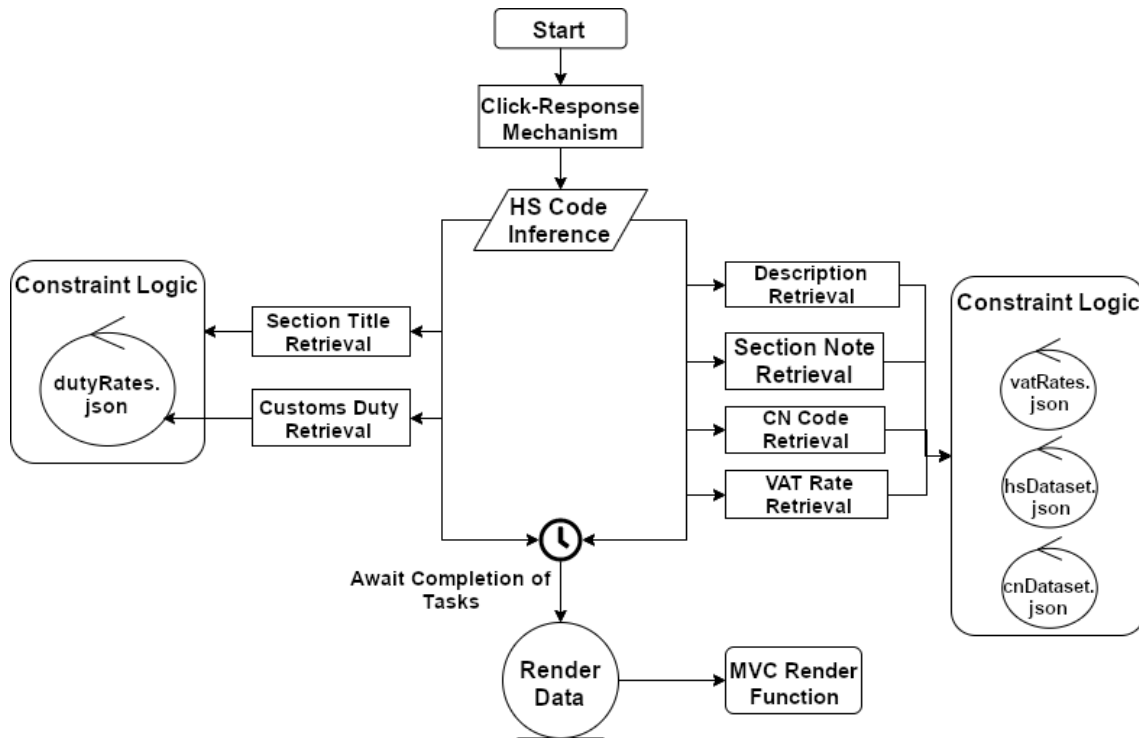 Start
Click-Response
Mechanism
HS Code
Inference
Constraint Logic
dutyRates.
json
Section Title
Retrieval
Customs Duty
Retrieval
Description
Retrieval
Section Note
Retrieval
CN Code
Retrieval
VAT Rate
Retrieval
Constraint Logic
vatRates.
json
hsDataset.
json
cnDataset.
json
Await Completion of
Tasks
Render
Data
MVC Render
Function